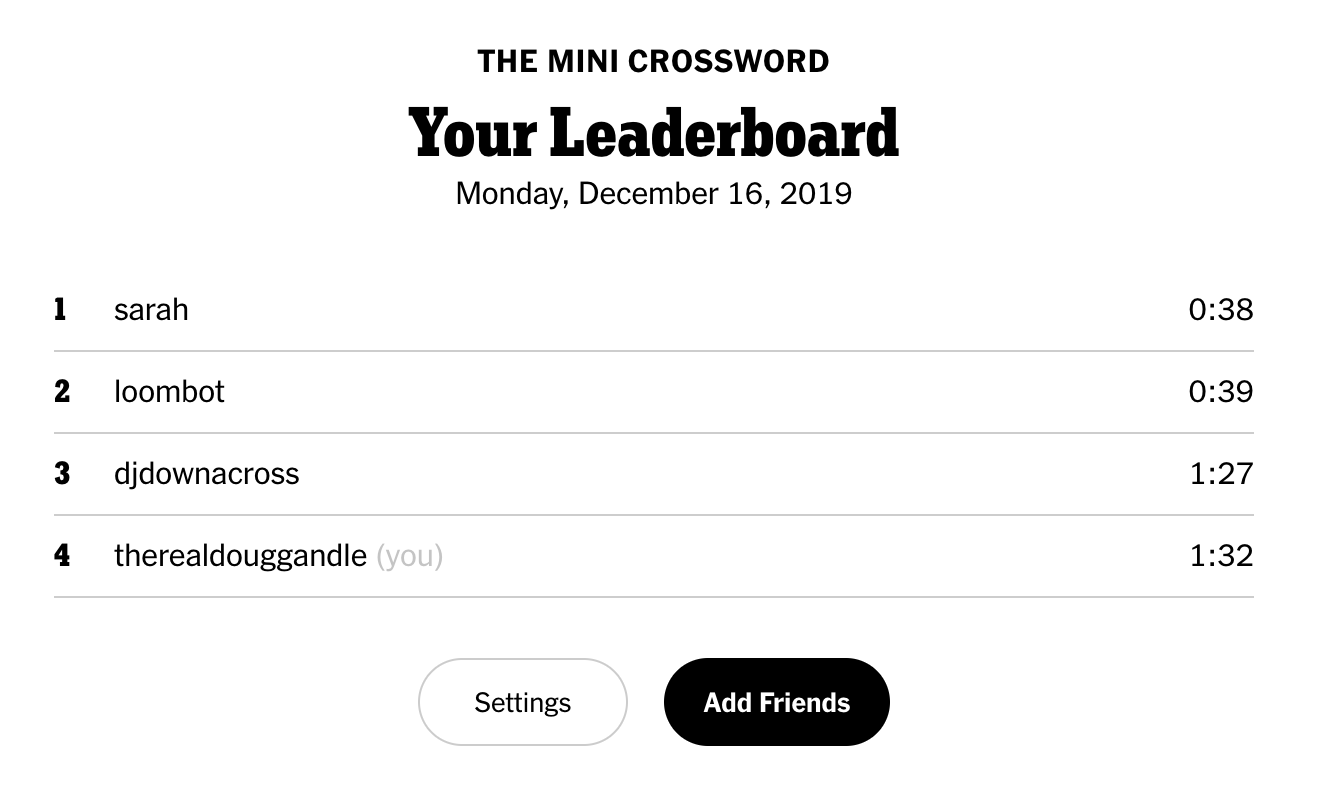 THE MINI CROSSWORD
Your Leaderboard
Monday, December 16, 2019
1 sarah 0:38
2 loombot 0:39
3 djdownacross 1:27
4 therealdouggandle (you) 1:32
Settings Add Friends